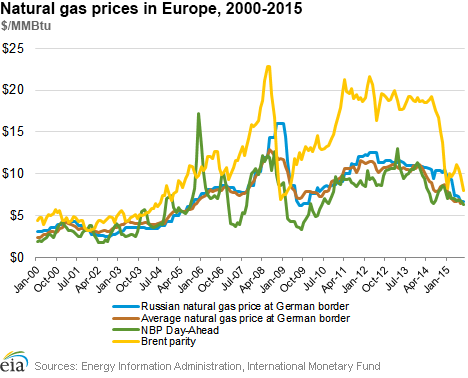 Natural gas prices in Europe, 2000-2015
$/MMBtu
$25
$20
$15
$10
$5
$0
Jan-00
Oct-00
Jul-01
Apr-02
Jan-03
Oct-03
Jul-04
Apr-05
Jan-06
Oct-06
Jul-07
Apr-08
Jan-09
Oct-09
Jul-10
Apr-11
Jan-12
Oct-12
Jul-13
Apr-14
Jan-15
Russian natural gas price at German border
Average natural gas price at German border
NBP Day-Ahead
Brent parity
eia Sources: Energy Information Administration, International Monetary Fund